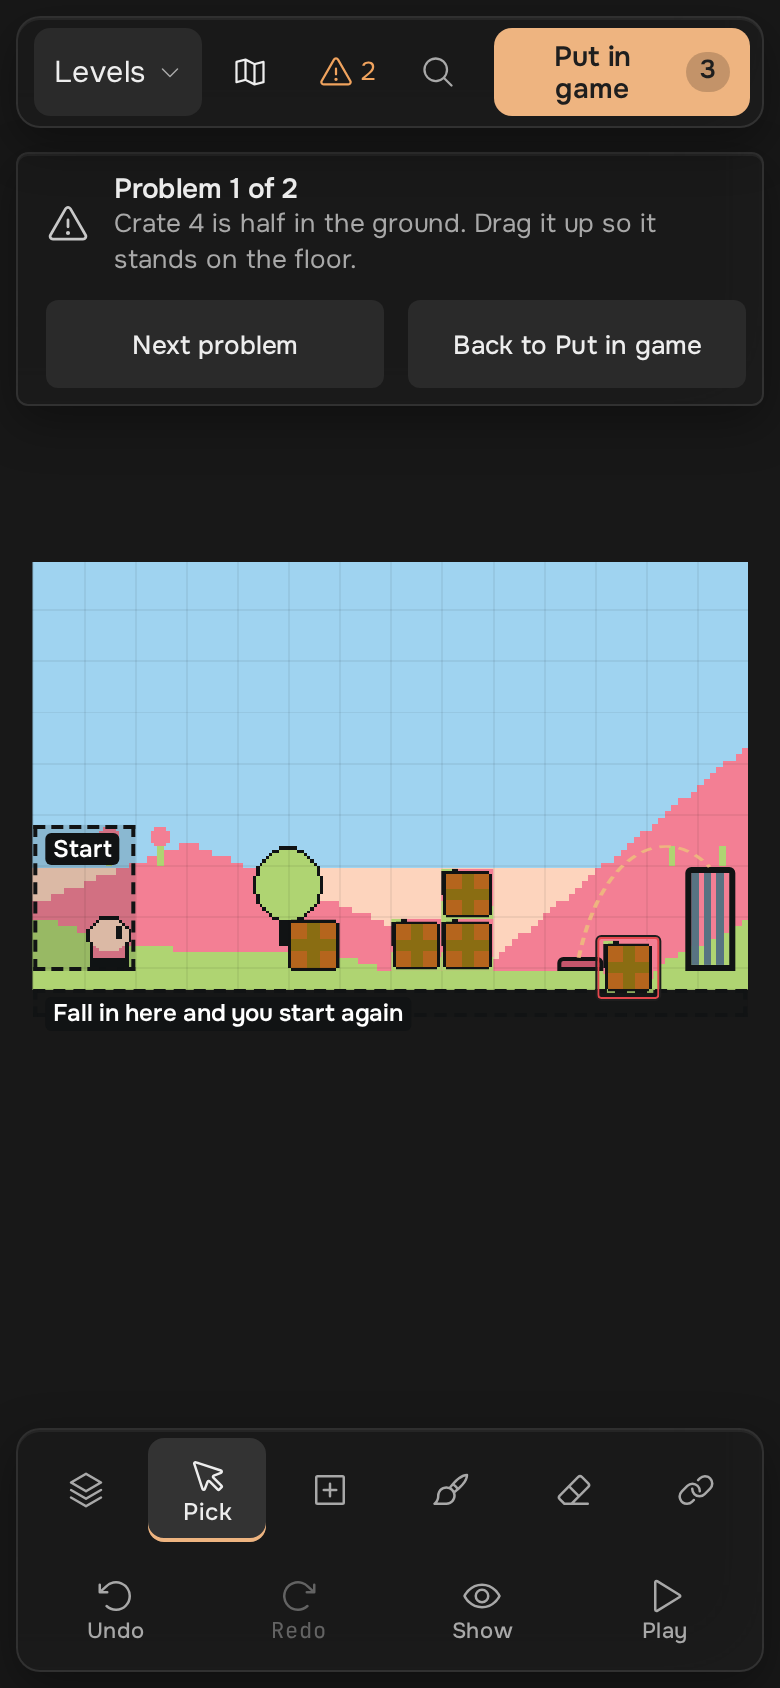 Levels
2
Put in
game
3
Problem 1 of 2
Crate 4 is half in the ground. Drag it up so it
stands on the floor.
Next problem
Back to Put in game
Start
Fall in here and you start again
Pick
Undo
Redo
Show
Play